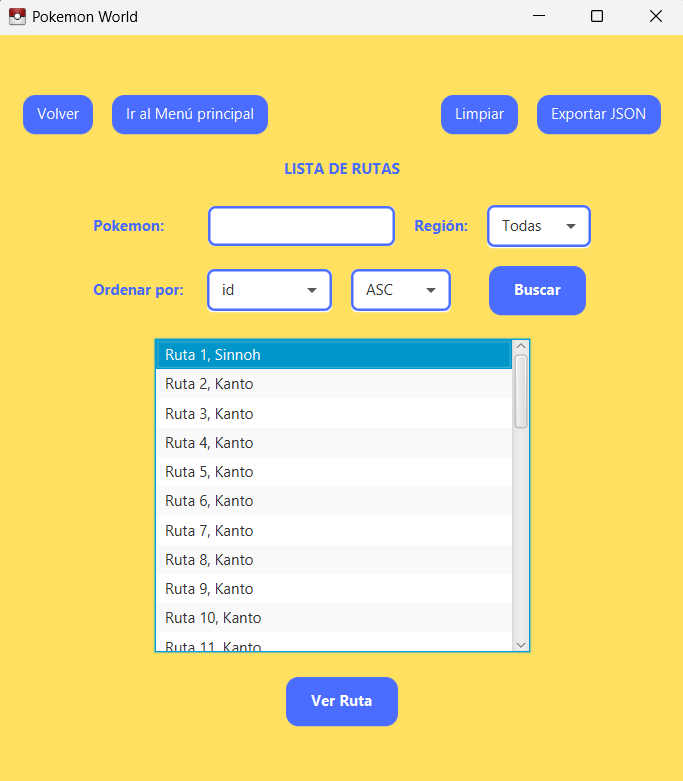 Pokemon World
Volver
Ir al Menú principal
Limpiar
Exportar JSON
LISTA DE RUTAS
Pokemon:
Región:
Todas
Ordenar por:
id
ASC
Buscar
Ruta 1, Sinnoh
Ruta 2, Kanto
Ruta 3, Kanto
Ruta 4, Kanto
Ruta 5, Kanto
Ruta 6, Kanto
Ruta 7, Kanto
Ruta 8, Kanto
Ruta 9, Kanto
Ruta 10, Kanto
Ruta 11, Kanto
Ver Ruta